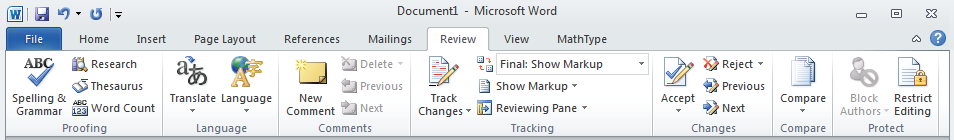 Document1 - Microsoft Word
File Home Insert Page Layout References Mailings Review View MathType
ABC
Spelling & Grammar
Research
Thesaurus
ABC
123
Word Count
Proofing
Translate
Language
Language
New Comment
Delete
Previous
Next
Comments
Track Changes
Final: Show Markup
Show Markup
Reviewing Pane
Tracking
Accept
Reject
Previous
Next
Changes
Compare
Compare
Block Authors
Restrict Editing
Protect